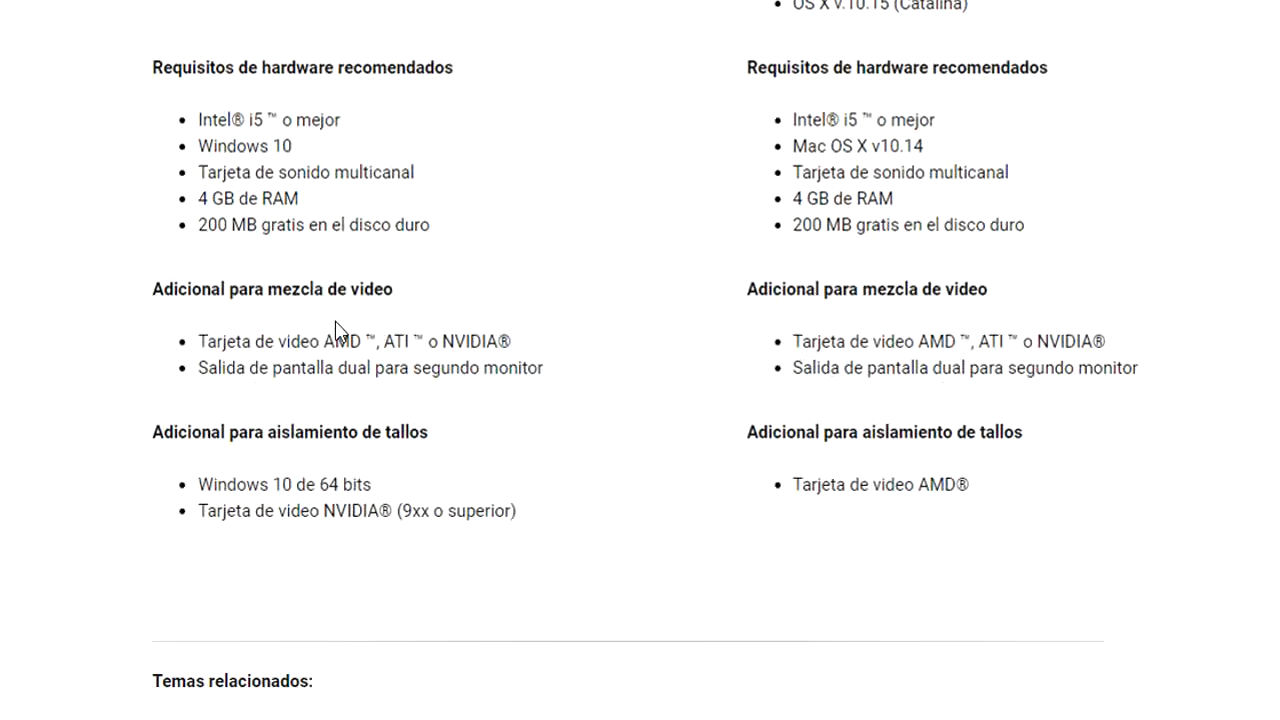 OS X v.10.15 (Catalina)
Requisitos de hardware recomendados
Intel® i5 ™ o mejor
Windows 10
Tarjeta de sonido multicanal
4 GB de RAM
200 MB gratis en el disco duro
Adicional para mezcla de video
Tarjeta de video AMD ™, ATI ™ o NVIDIA®
Salida de pantalla dual para segundo monitor
Adicional para aislamiento de tallos
Windows 10 de 64 bits
Tarjeta de video NVIDIA® (9xx o superior)
Requisitos de hardware recomendados
Intel® i5 ™ o mejor
Mac OS X v10.14
Tarjeta de sonido multicanal
4 GB de RAM
200 MB gratis en el disco duro
Adicional para mezcla de video
Tarjeta de video AMD ™, ATI ™ o NVIDIA®
Salida de pantalla dual para segundo monitor
Adicional para aislamiento de tallos
Tarjeta de video AMD®
Temas relacionados: